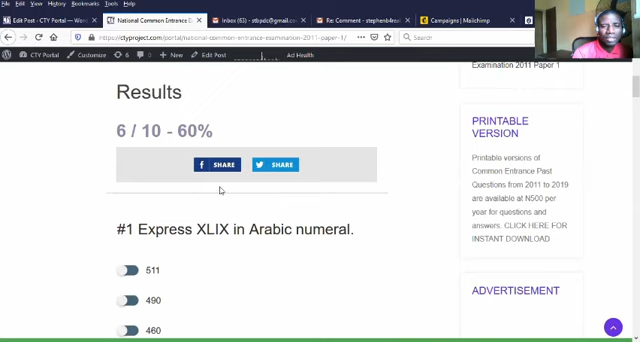 File Edit View History Bookmarks Tools Help
Edit Post - CTY Portal — Wor
National Common Entrance E
Inbox (63) - stbpdc@gmail.co
Re: Comment - stephenb4rea
Campaigns | Mailchimp
https://ctyproject.com/portal/national-common-entrance-examination-2011-paper-1/
Search
CTY Portal
Customize
6
0
New
Edit Post
Ad Health
Examination 2011 Paper 1
Results
6 / 10 - 60%
SHARE
SHARE
#1 Express XLIX in Arabic numeral.
511
490
460
PRINTABLE
VERSION
Printable versions of
Common Entrance Past
Questions from 2011 to 2019
are available at N500 per
year for questions and
answers. CLICK HERE FOR
INSTANT DOWNLOAD
ADVERTISEMENT